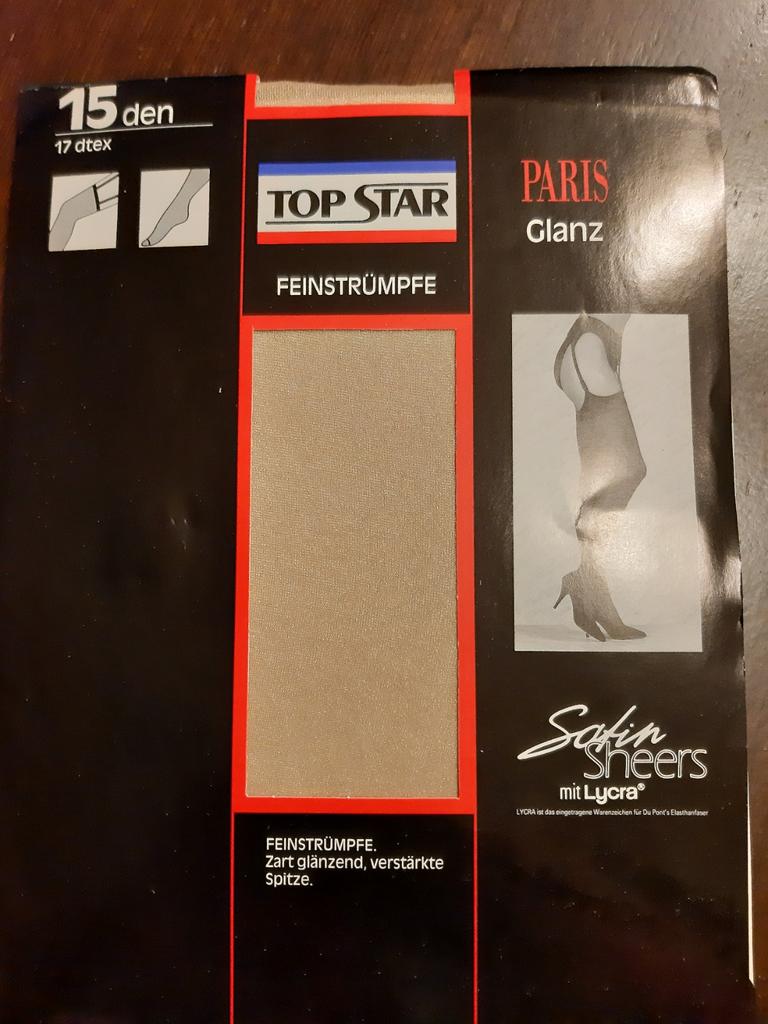 15 den
17 dtex
TOP STAR
FEINSTRÜMPFE
PARIS
Glanz
Satin
Sheers
mit Lycra®
LYCRA ist das eingetragene Warenzeichen für Du Pont's Elasthanfaser
FEINSTRÜMPFE.
Zart glänzend, verstärkte
Spitze.